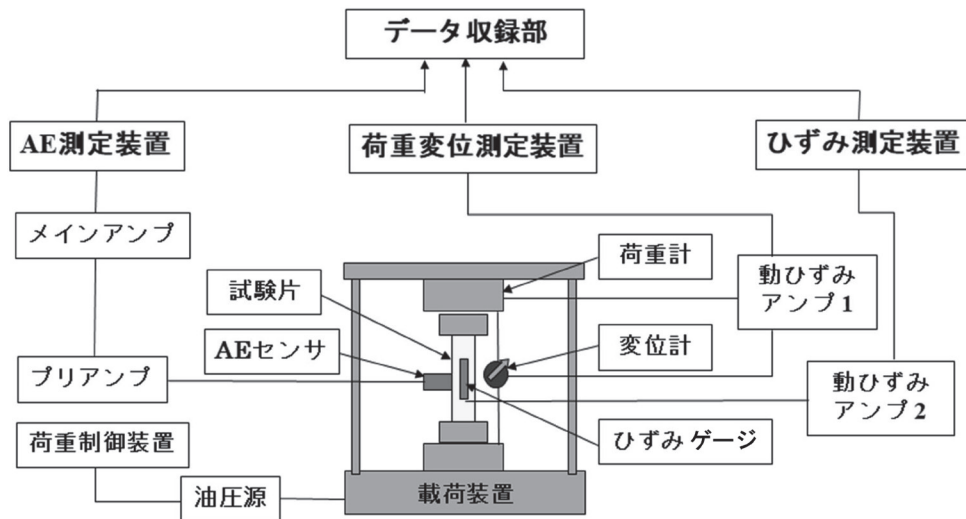 データ収録部
AE測定装置
荷重変位測定装置
ひずみ測定装置
メインアンプ
荷重計
動ひずみ
アンプ1
試験片
AEセンサ
変位計
プリアンプ
動ひずみ
アンプ2
荷重制御装置
ひずみゲージ
油圧源
載荷装置